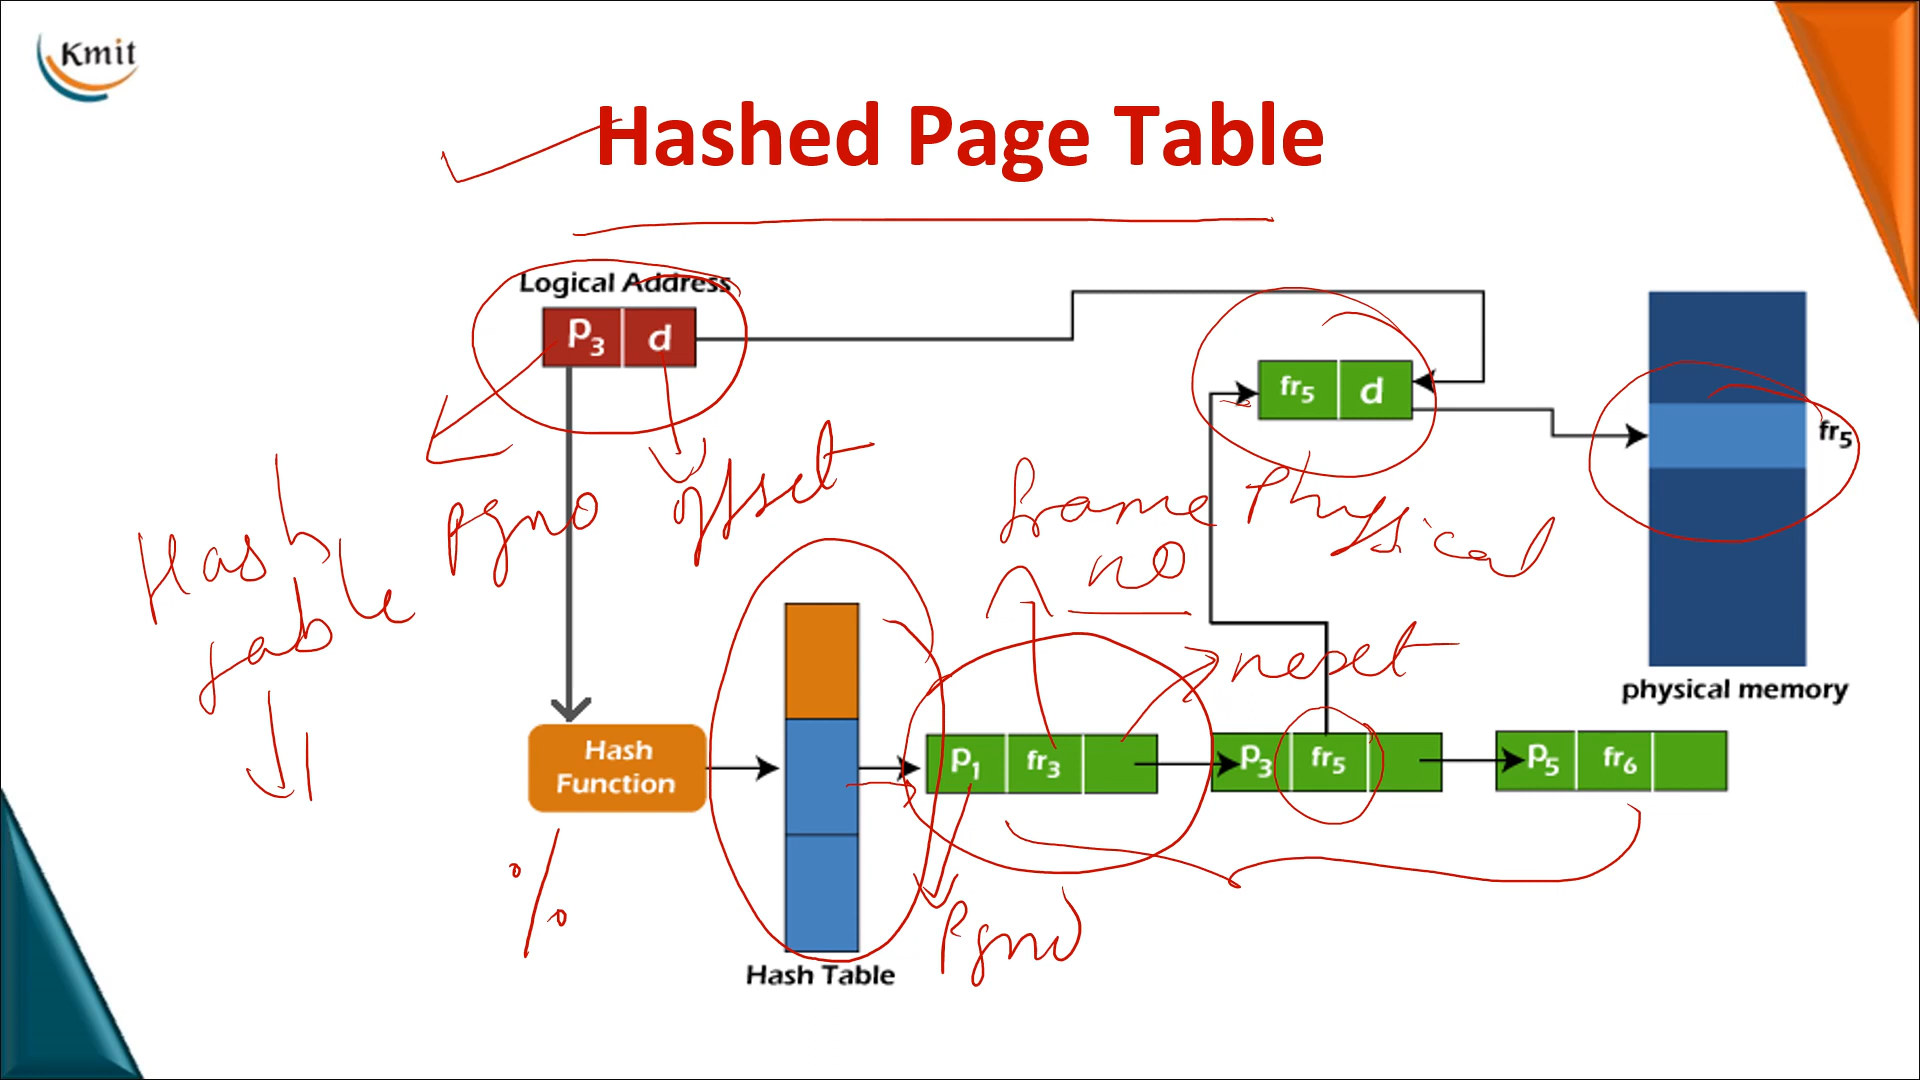 Kmit
Hashed Page Table
Logical Address
P3 d
fr5 d
fr5
Pgno offset
frame Physical
no
Hash
table
next
physical memory
Hash
Function
P1 fr3
P3 fr5
P5 fr6
%
Pgno
Hash Table